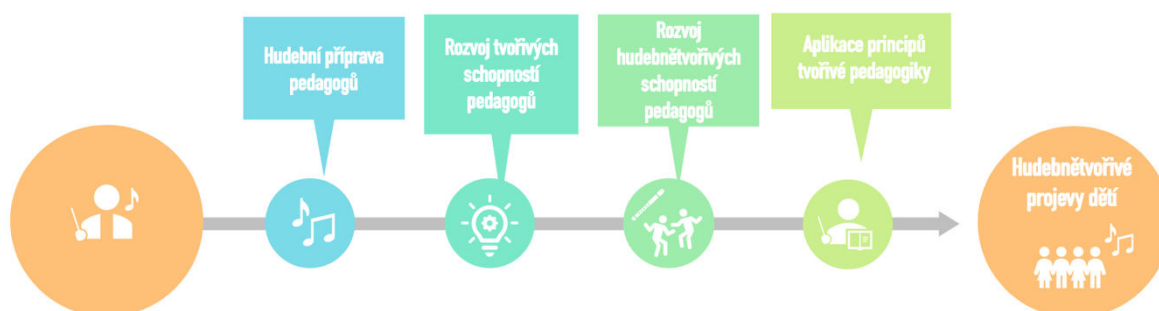 Hudební příprava
pedagogů
Rozvoj tvořivých
schopností
pedagogů
Rozvoj
hudebnětvořivých
schopností
pedagogů
Aplikace principů
tvořivé pedagogiky
Hudebnětvořivé
projevy dětí